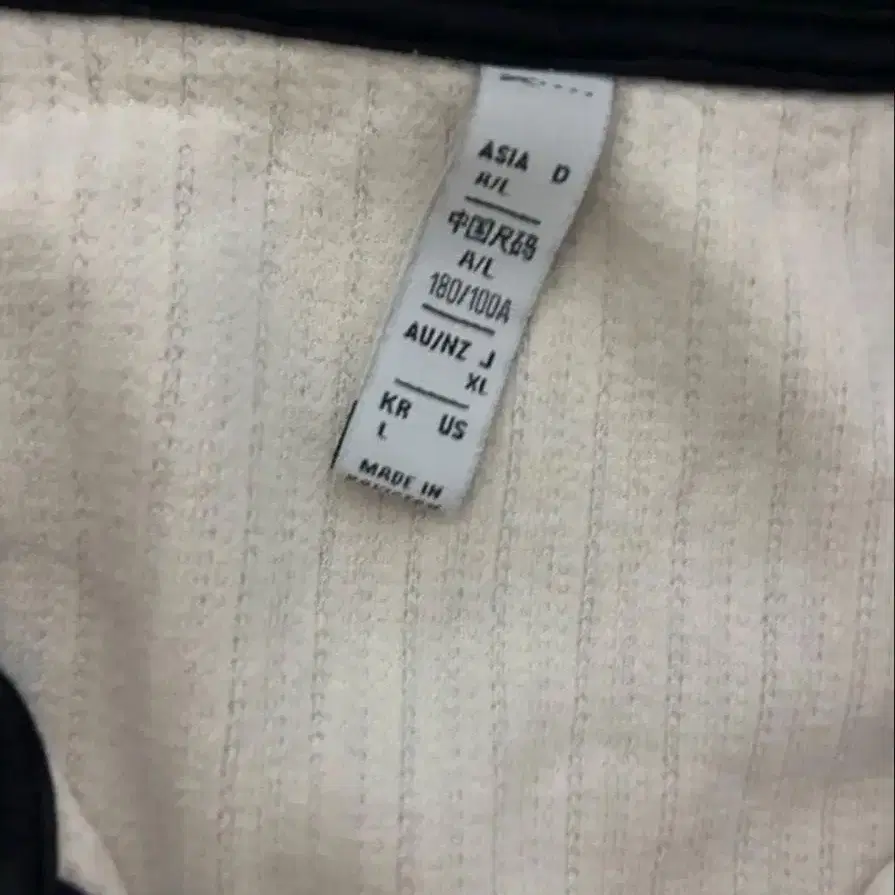 ASIA D
A/L
中国尺码
A/L
180/100A
AU/NZ J
XL
KR US
L
MADE IN